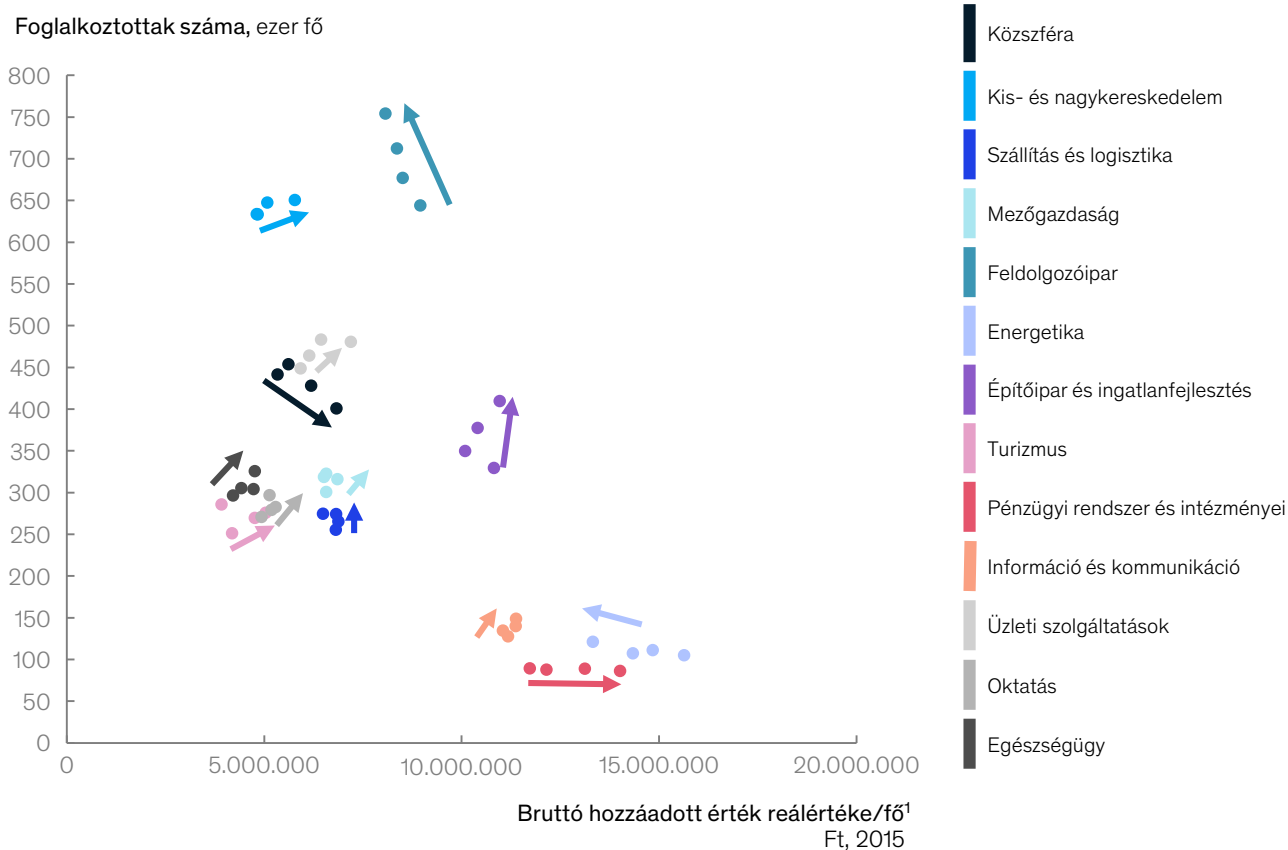 Foglalkoztottak száma, ezer fő
800
750
700
650
600
550
500
450
400
350
300
250
200
150
100
50
0
0
5.000.000
10.000.000
15.000.000
20.000.000
Bruttó hozzáadott érték reálértéke/fő¹
Ft, 2015
Közszféra
Kis- és nagykereskedelem
Szállítás és logisztika
Mezőgazdaság
Feldolgozóipar
Energetika
Építőipar és ingatlanfejlesztés
Turizmus
Pénzügyi rendszer és intézményei
Információ és kommunikáció
Üzleti szolgáltatások
Oktatás
Egészségügy